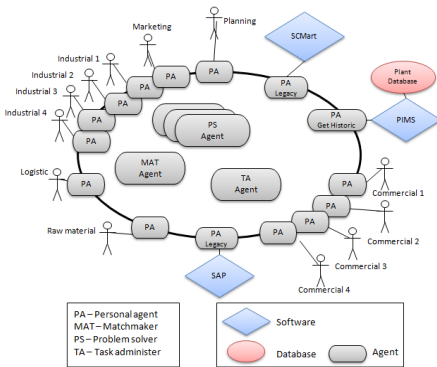 Marketing
Planning
SCMart
Industrial 1
Industrial 2
Industrial 3
Industrial 4
PA
PA
PA
PA
PA
PA
PA
Legacy
Plant
Database
PS
Agent
PA
Get Historic
PIMS
MAT
Agent
TA
Agent
Logistic
PA
PA
Commercial 1
PA
Commercial 2
Raw material
PA
PA
Legacy
PA
PA
Commercial 3
SAP
Commercial 4
PA – Personal agent
MAT – Matchmaker
PS – Problem solver
TA – Task administer
Software
Database
Agent